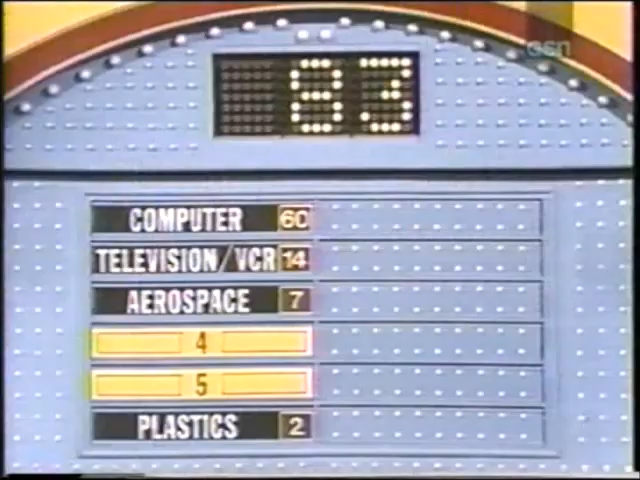 gsn
83
COMPUTER 60
TELEVISION/VCR 14
AEROSPACE 7
4
5
PLASTICS 2